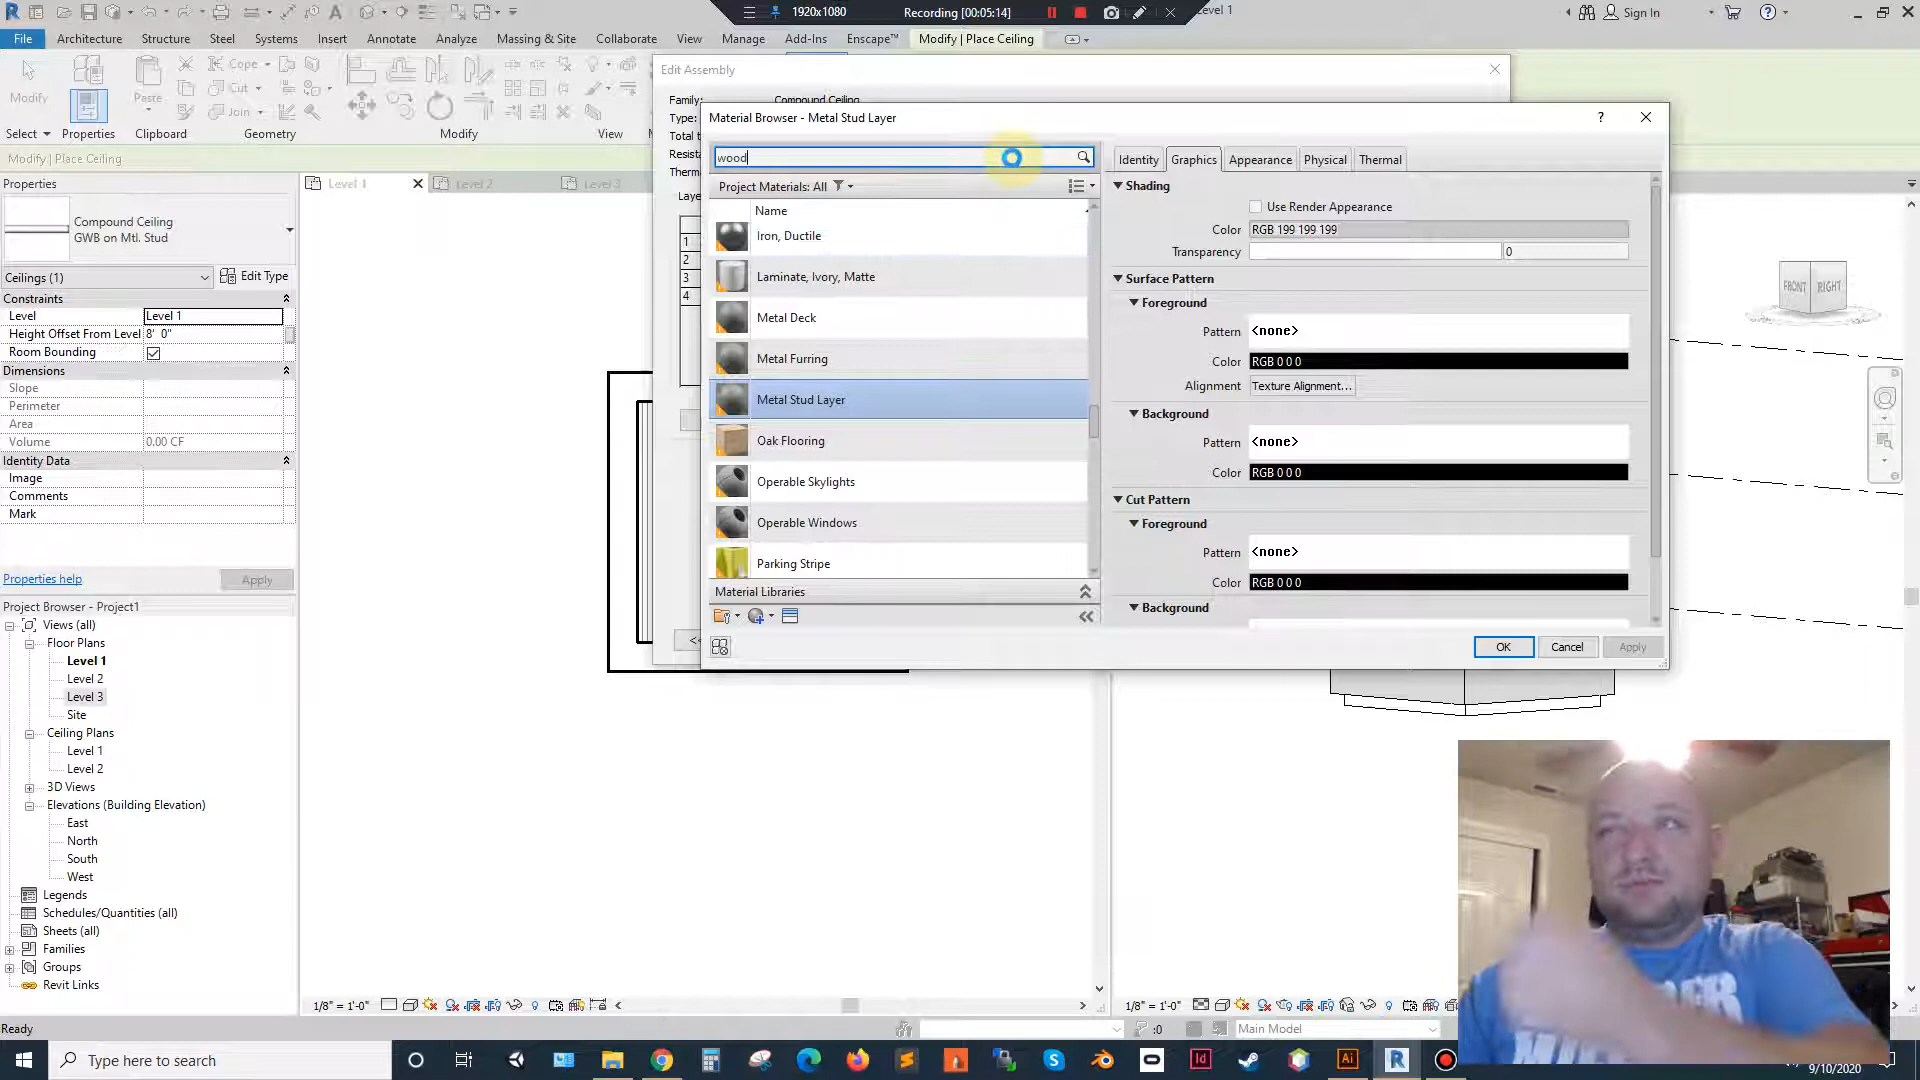 1920x1080
Recording [00:05:14]
Level 1
Sign In
File
Architecture
Structure
Steel
Systems
Insert
Annotate
Analyze
Massing & Site
Collaborate
View
Manage
Add-Ins
Enscape™
Modify | Place Ceiling
Modify
Paste
Cope
Cut
Join
Select
Properties
Clipboard
Geometry
Modify
View
Modify | Place Ceiling
Properties
Compound Ceiling
GWB on Mtl. Stud
Ceilings (1)
Edit Type
Constraints
Level
Level 1
Height Offset From Level
8' 0"
Room Bounding
Dimensions
Slope
Perimeter
Area
Volume
0.00 CF
Identity Data
Image
Comments
Mark
Properties help
Apply
Project Browser - Project1
Views (all)
Floor Plans
Level 1
Level 2
Level 3
Site
Ceiling Plans
Level 1
Level 2
3D Views
Elevations (Building Elevation)
East
North
South
West
Legends
Schedules/Quantities (all)
Sheets (all)
Families
Groups
Revit Links
Level 1
Level 2
Level 3
Edit Assembly
Family:
Compound Ceiling
Type:
1
2
3
4
Material Browser - Metal Stud Layer
?
wood
Project Materials: All
Name
Iron, Ductile
Laminate, Ivory, Matte
Metal Deck
Metal Furring
Metal Stud Layer
Oak Flooring
Operable Skylights
Operable Windows
Parking Stripe
Material Libraries
Identity
Graphics
Appearance
Physical
Thermal
Shading
Use Render Appearance
Color
RGB 199 199 199
Transparency
0
Surface Pattern
Foreground
Pattern
<none>
Color
RGB 0 0 0
Alignment
Texture Alignment...
Background
Pattern
<none>
Color
RGB 0 0 0
Cut Pattern
Foreground
Pattern
<none>
Color
RGB 0 0 0
Background
OK
Cancel
Apply
FRONT
RIGHT
1/8" = 1'-0"
1/8" = 1'-0"
Ready
:0
Main Model
Type here to search
9/10/2020